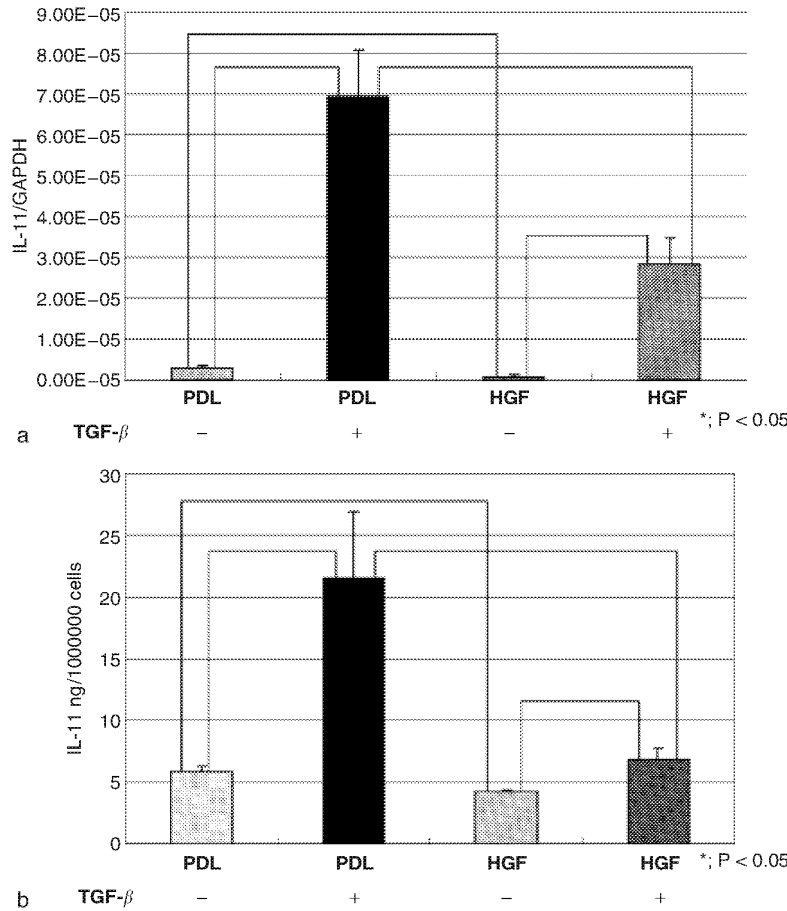 9.00E−05
8.00E−05
7.00E−05
6.00E−05
5.00E−05
4.00E−05
3.00E−05
2.00E−05
1.00E−05
0.00E−05
IL-11/GAPDH
PDL PDL HGF HGF
*; P < 0.05
a TGF-β − + − +
30
25
20
15
10
5
0
IL-11 ng/1000000 cells
PDL PDL HGF HGF
*; P < 0.05
b TGF-β − + − +